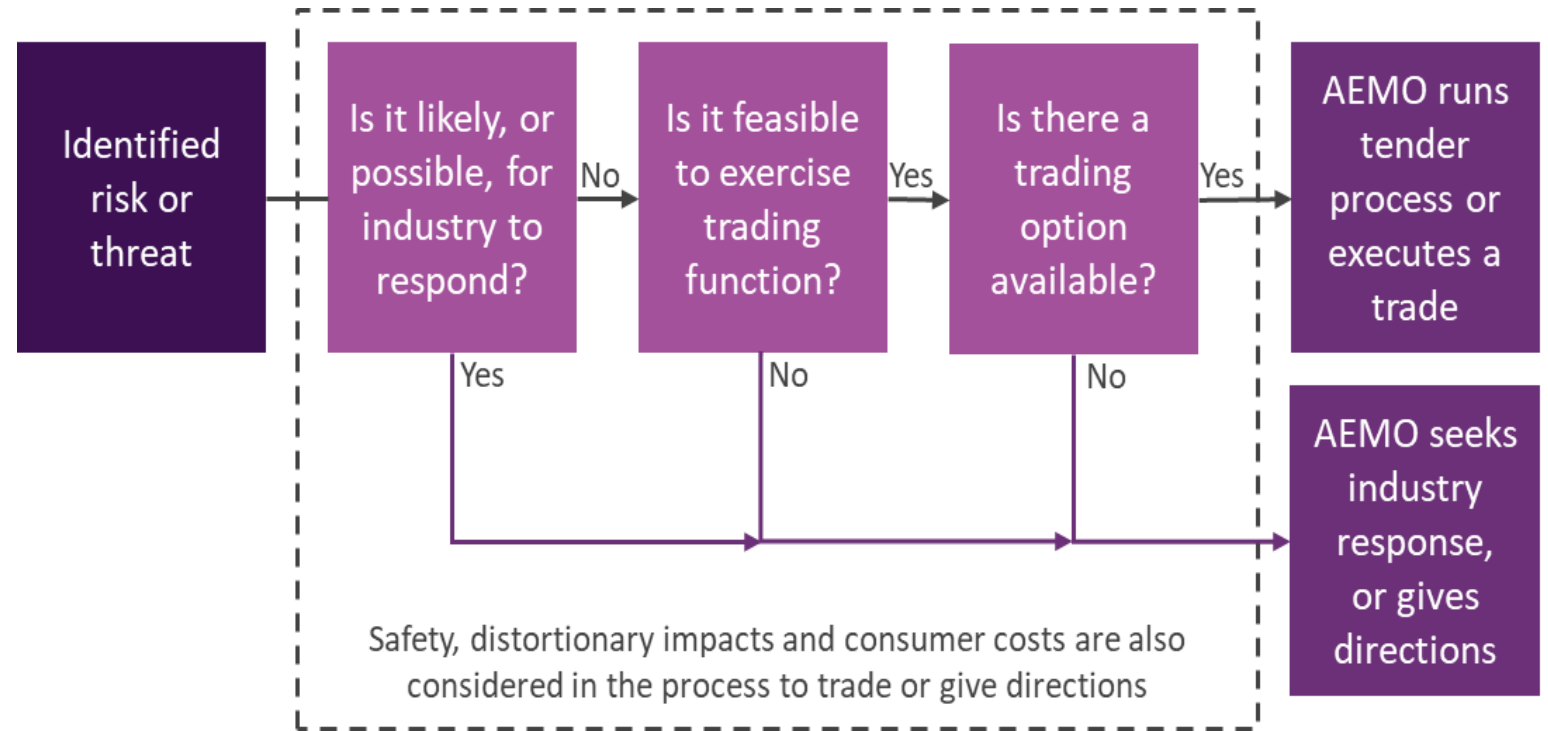 Identified
risk or
threat
Is it likely, or
possible, for
industry to
respond?
No
Is it feasible
to exercise
trading
function?
Yes
Is there a
trading
option
available?
Yes
AEMO runs
tender
process or
executes a
trade
Yes
No
No
AEMO seeks
industry
response,
or gives
directions
Safety, distortionary impacts and consumer costs are also
considered in the process to trade or give directions